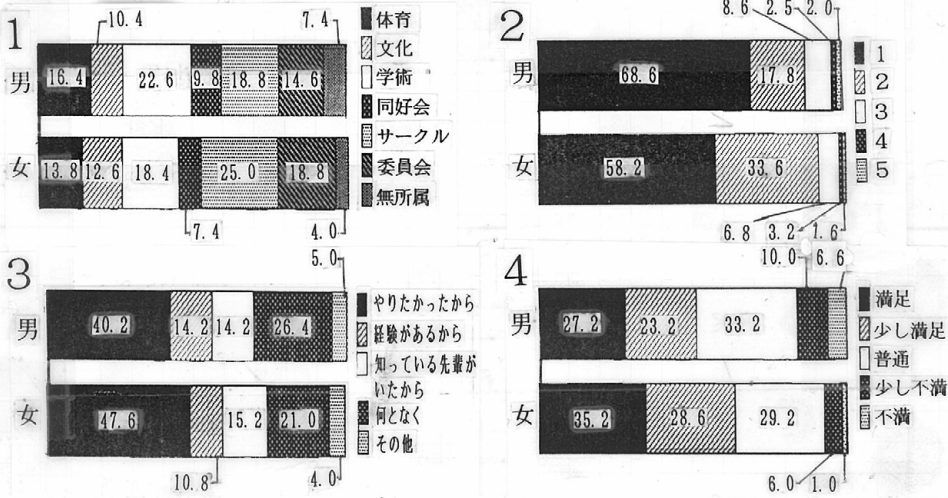 1
10.4
7.4
男
16.4 22.6 9.8 18.8 14.6
女
13.8 12.6 18.4 25.0 18.8
7.4
4.0
体育
文化
学術
同好会
サークル
委員会
無所属
2
8.6 2.5 2.0
男
68.6 17.8
女
58.2 33.6
6.8 3.2 1.6
1
2
3
4
5
3
5.0
男
40.2 14.2 14.2 26.4
女
47.6 15.2 21.0
10.8
4.0
やりたかったから
経験があるから
知っている先輩が
いたから
何となく
その他
4
10.0 6.6
男
27.2 23.2 33.2
女
35.2 28.6 29.2
6.0 1.0
満足
少し満足
普通
少し不満
不満